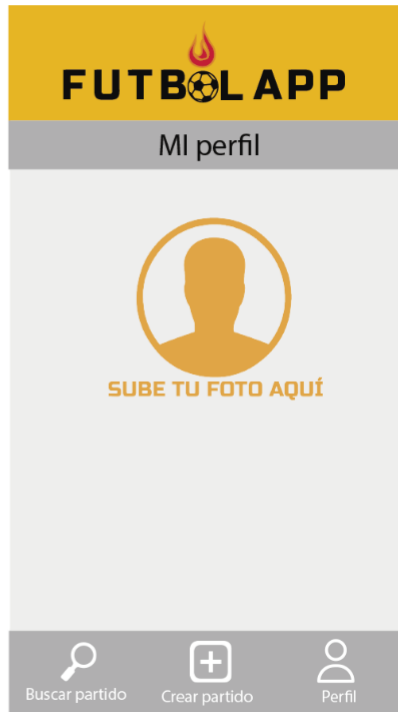 FUTBOL APP
MI perfil
SUBE TU FOTO AQUÍ
Buscar partido
Crear partido
Perfil